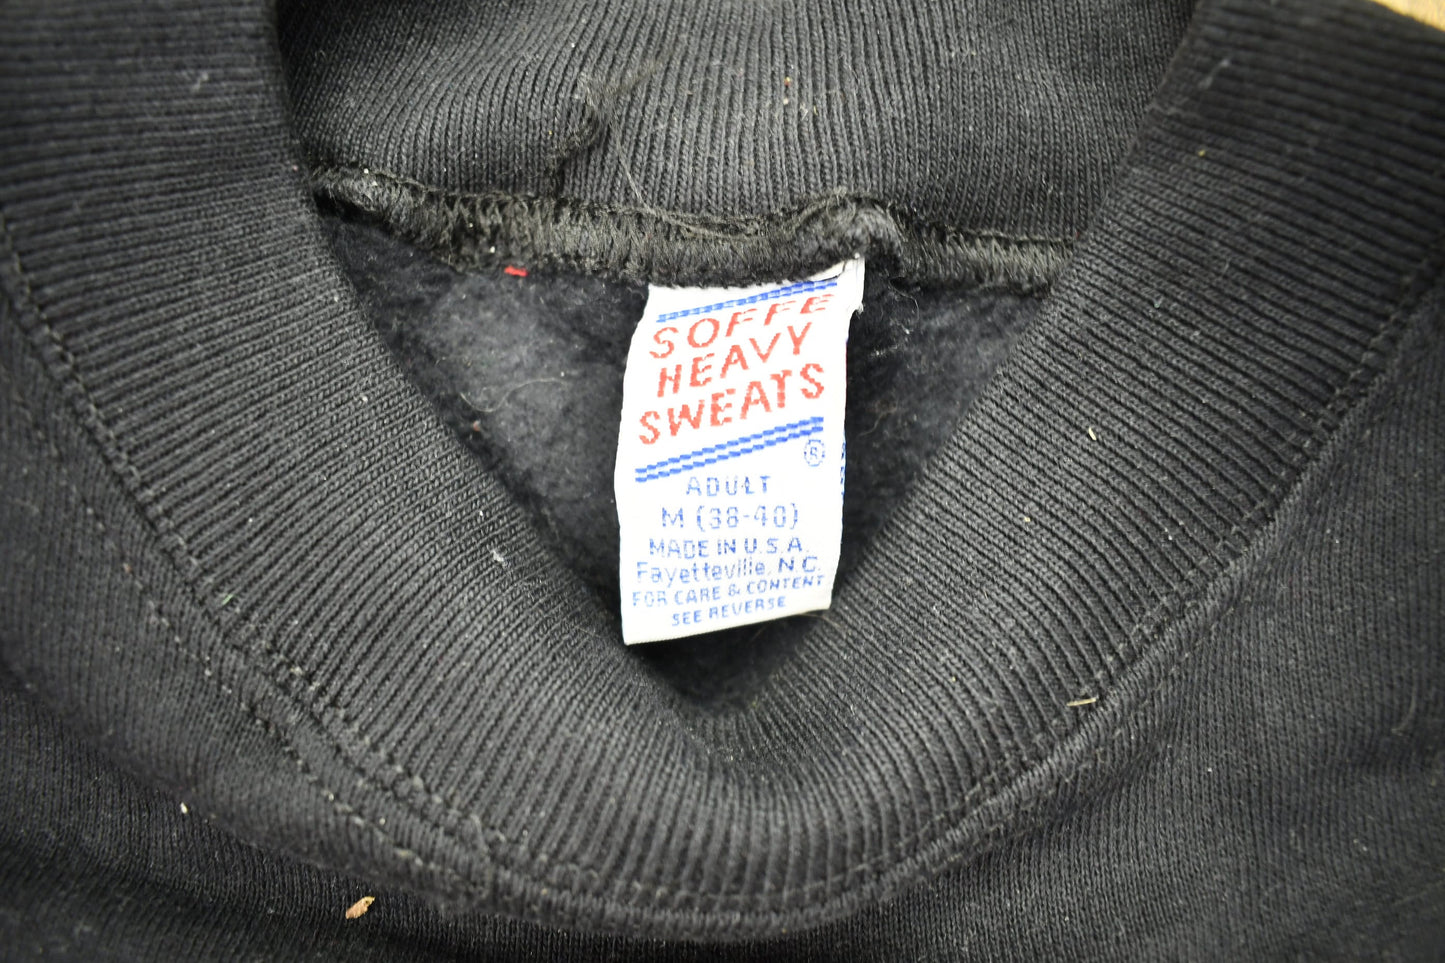 SOFFE
HEAVY
SWEATS
®
ADULT
M (38-40)
MADE IN U.S.A.
Fayetteville, N.C.
FOR CARE & CONTENT
SEE REVERSE